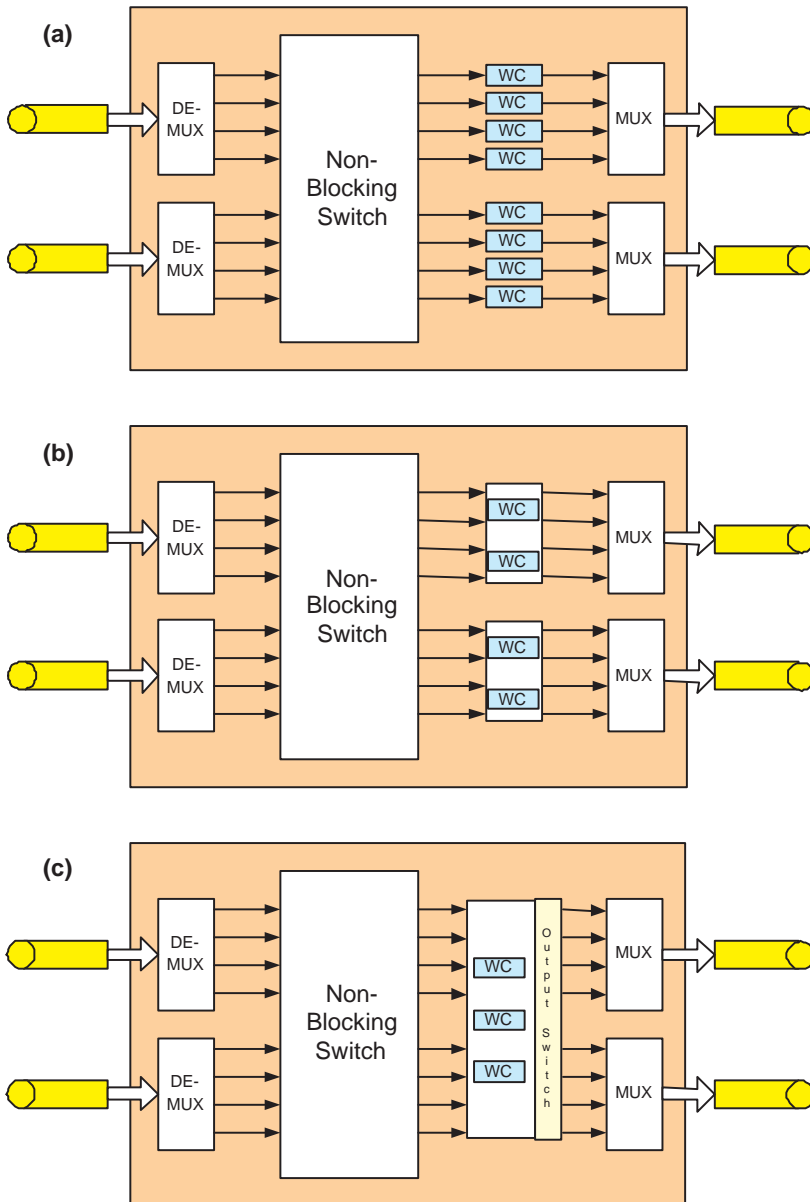 (a)
DE-
MUX
Non-
Blocking
Switch
WC
WC
WC
WC
MUX
DE-
MUX
WC
WC
WC
WC
MUX
(b)
DE-
MUX
Non-
Blocking
Switch
WC
WC
MUX
DE-
MUX
WC
WC
MUX
(c)
DE-
MUX
Non-
Blocking
Switch
WC
WC
WC
Output Switch
MUX
DE-
MUX
MUX